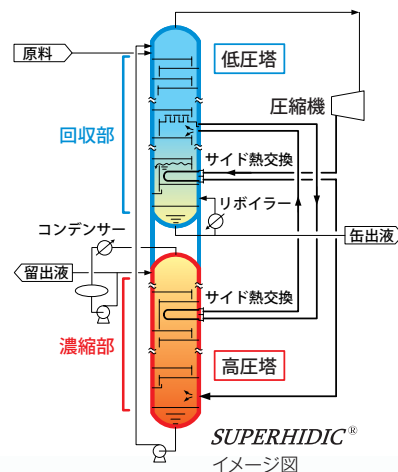 原料
低圧塔
圧縮機
回収部
サイド熱交換
リボイラー
コンデンサー
缶出液
留出液
サイド熱交換
濃縮部
高圧塔
SUPERHIDIC®
イメージ図